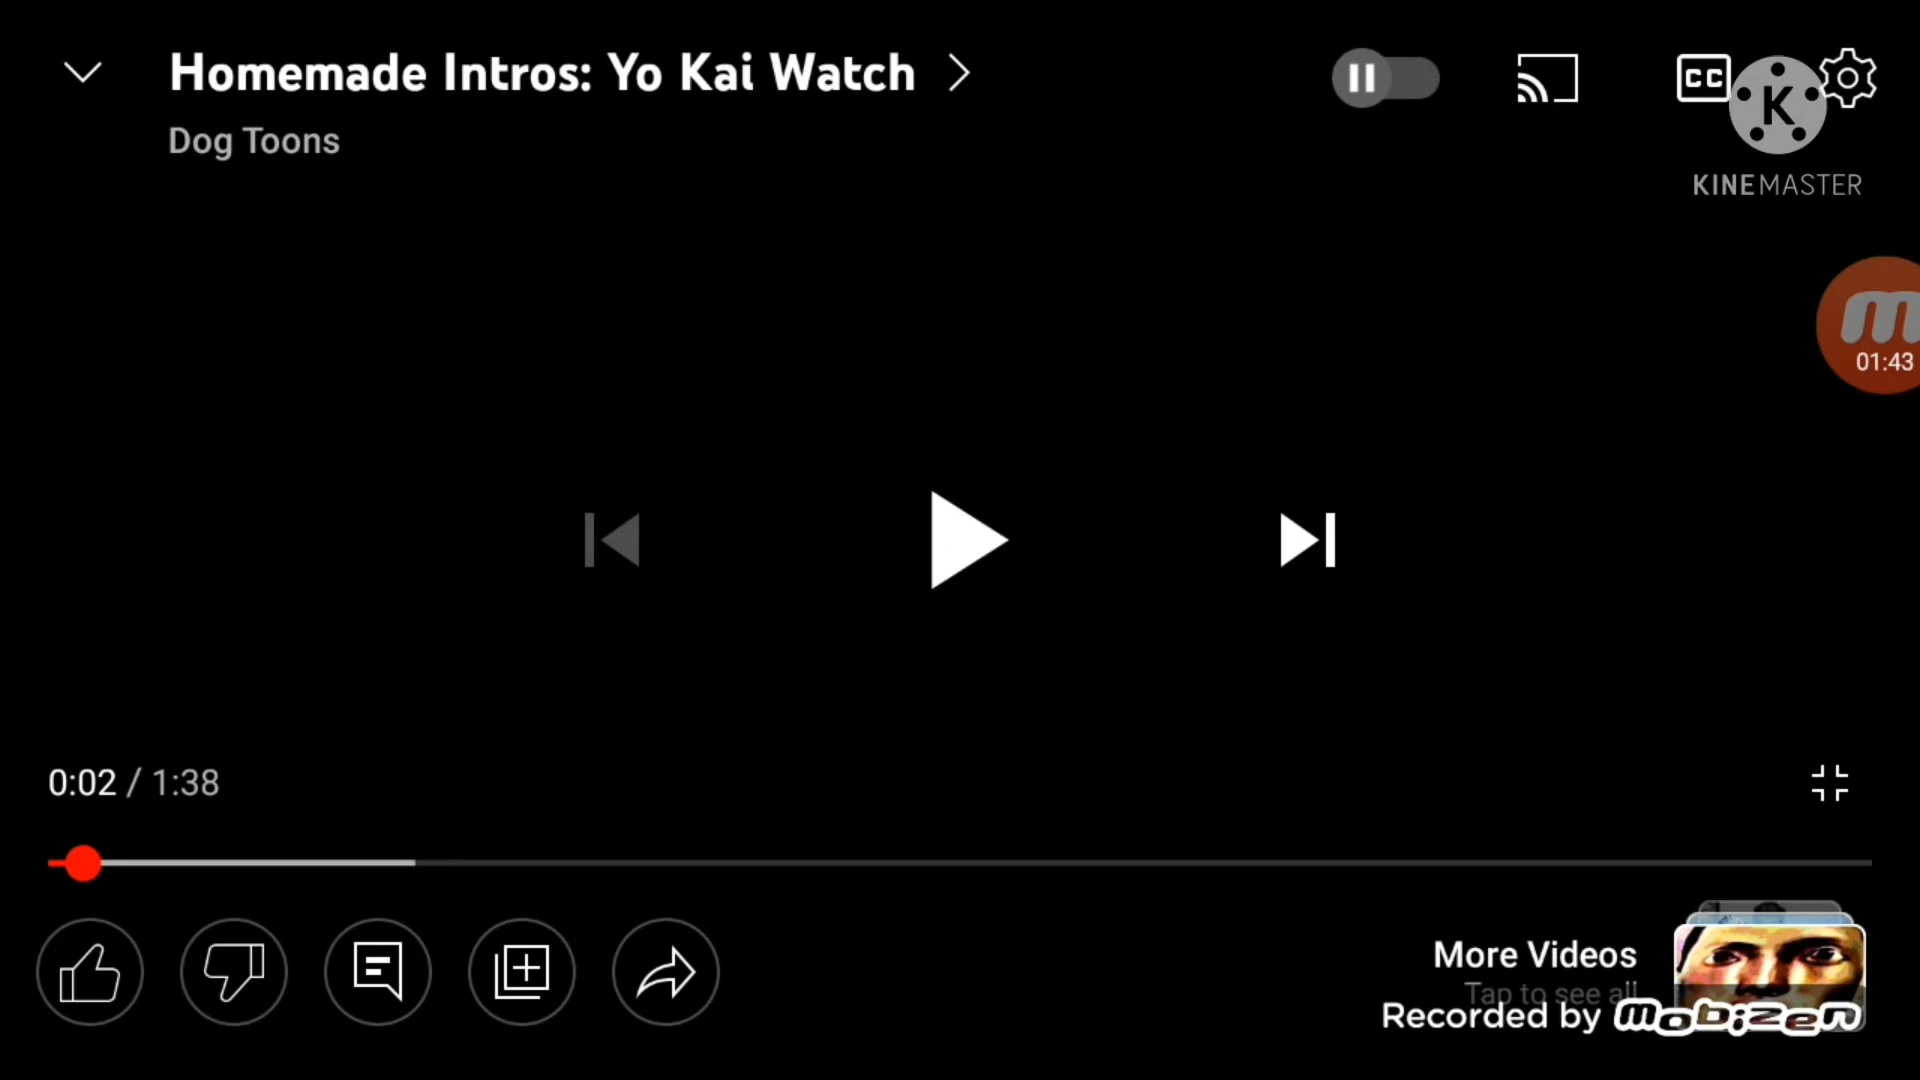 Homemade Intros: Yo Kai Watch
Dog Toons
CC
K
KINEMASTER
m
01:43
0:02 / 1:38
More Videos
Tap to see all
Recorded by mobizen